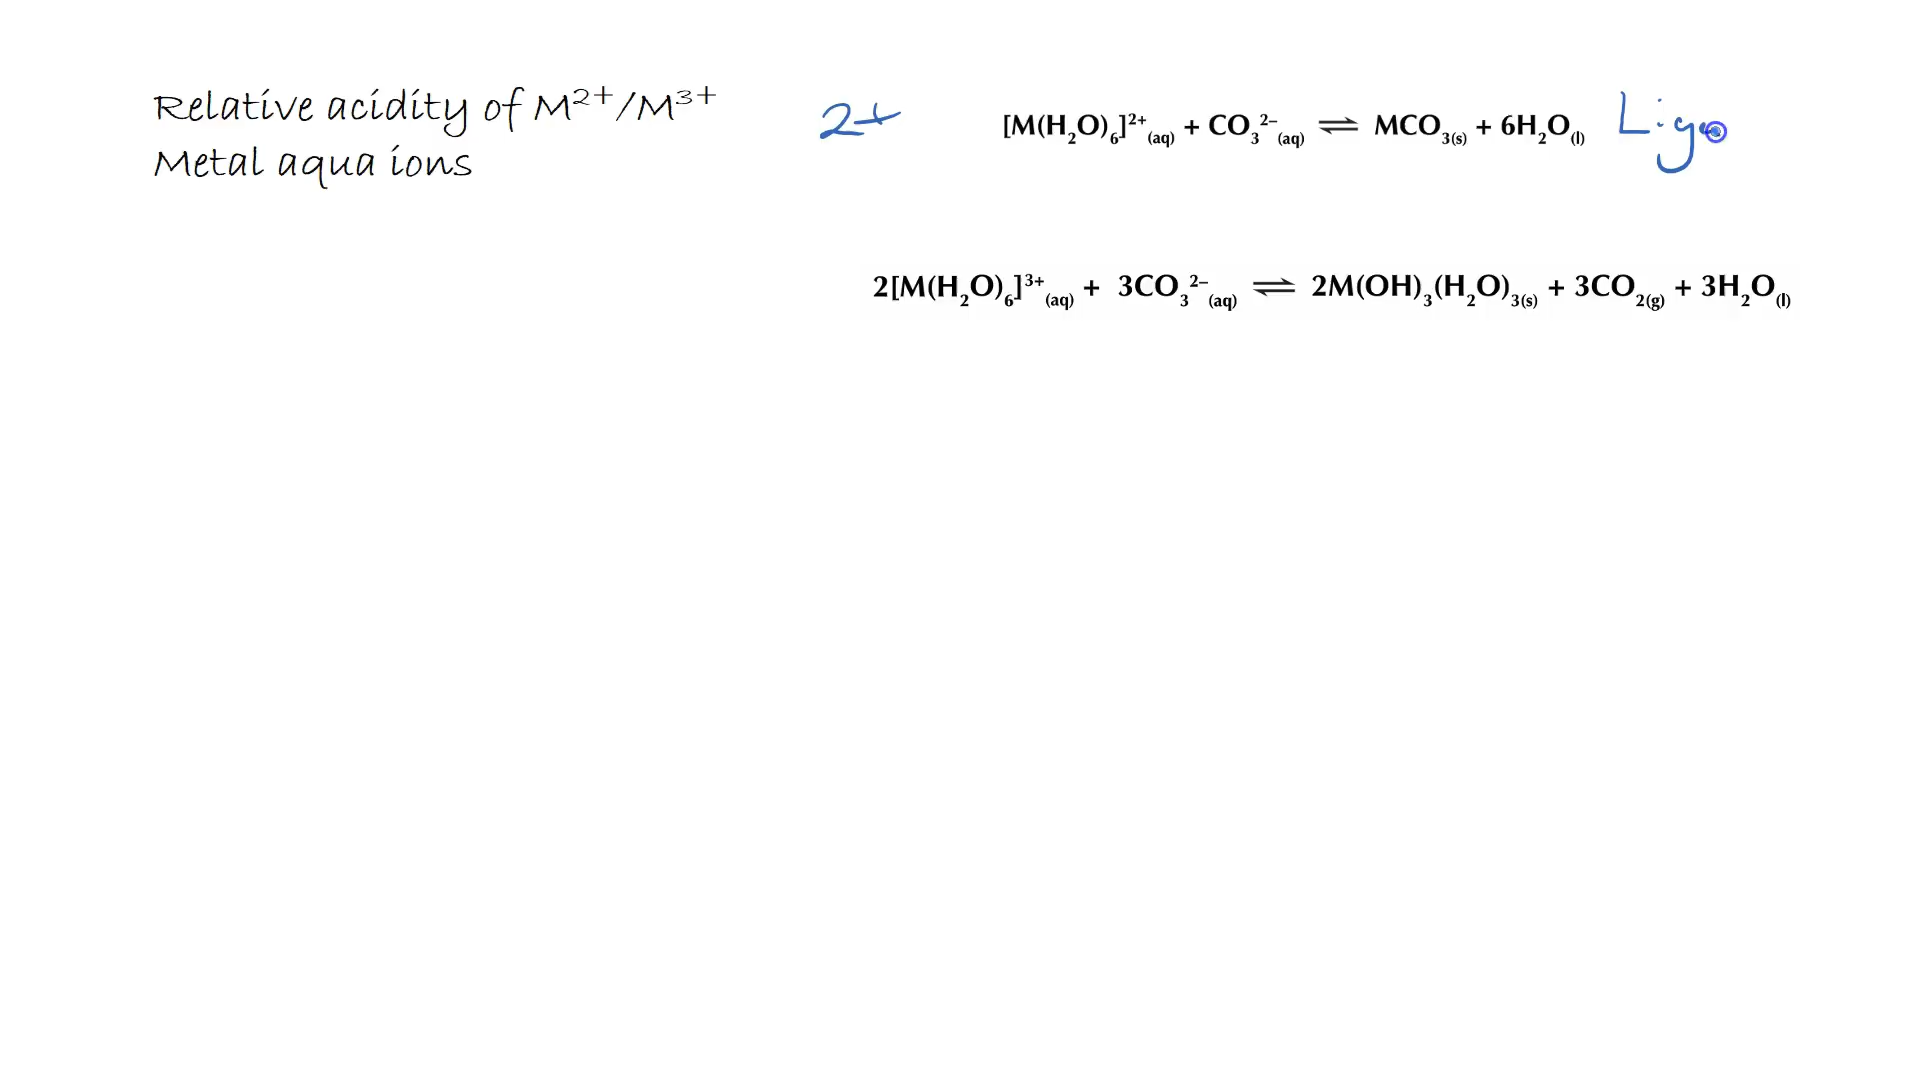 Relative acidity of M²⁺/M³⁺
Metal aqua ions
2+ [M(H₂O)₆]²⁺₍aq₎ + CO₃²⁻₍aq₎ ⇌ MCO₃₍s₎ + 6H₂O₍l₎ Liga
2[M(H₂O)₆]³⁺₍aq₎ + 3CO₃²⁻₍aq₎ ⇌ 2M(OH)₃(H₂O)₃₍s₎ + 3CO₂₍g₎ + 3H₂O₍l₎